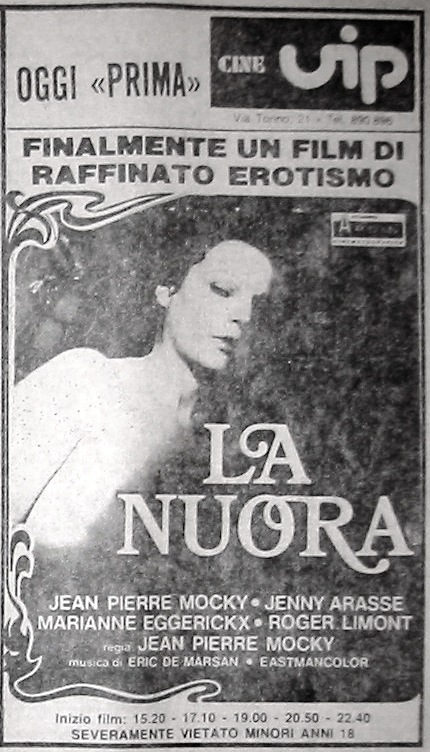 OGGI «PRIMA»
CINE vip
Via Torino, 21 - Tel. 890.896
FINALMENTE UN FILM DI
RAFFINATO EROTISMO
LA
NUORA
JEAN PIERRE MOCKY • JENNY ARASSE
MARIANNE EGGERICKX • ROGER LIMONT
regia JEAN PIERRE MOCKY
musica di ERIC DE MARSAN • EASTMANCOLOR
Inizio film: 15.20 - 17.10 - 19.00 - 20.50 - 22.40
SEVERAMENTE VIETATO MINORI ANNI 18